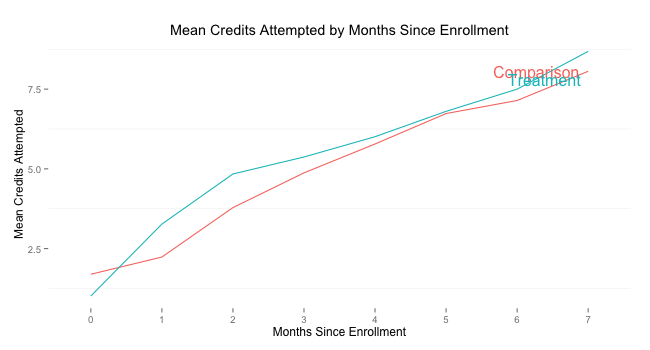 Mean Credits Attempted by Months Since Enrollment
Comparison
Treatment
7.5
5.0
2.5
Mean Credits Attempted
0 1 2 3 4 5 6 7
Months Since Enrollment